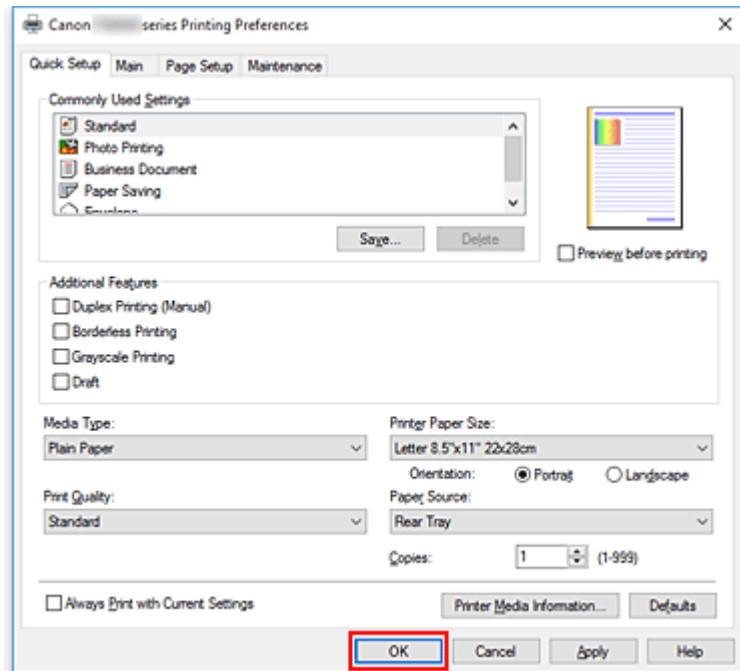 Canon series Printing Preferences
Quick Setup Main Page Setup Maintenance
Commonly Used Settings
Standard
Photo Printing
Business Document
Paper Saving
Envelope
Save... Delete
Preview before printing
Additional Features
Duplex Printing (Manual)
Borderless Printing
Grayscale Printing
Draft
Media Type:
Plain Paper
Printer Paper Size:
Letter 8.5"x11" 22x28cm
Orientation: Portrait Landscape
Print Quality:
Standard
Paper Source:
Rear Tray
Copies: 1 (1-999)
Always Print with Current Settings
Printer Media Information... Defaults
OK Cancel Apply Help